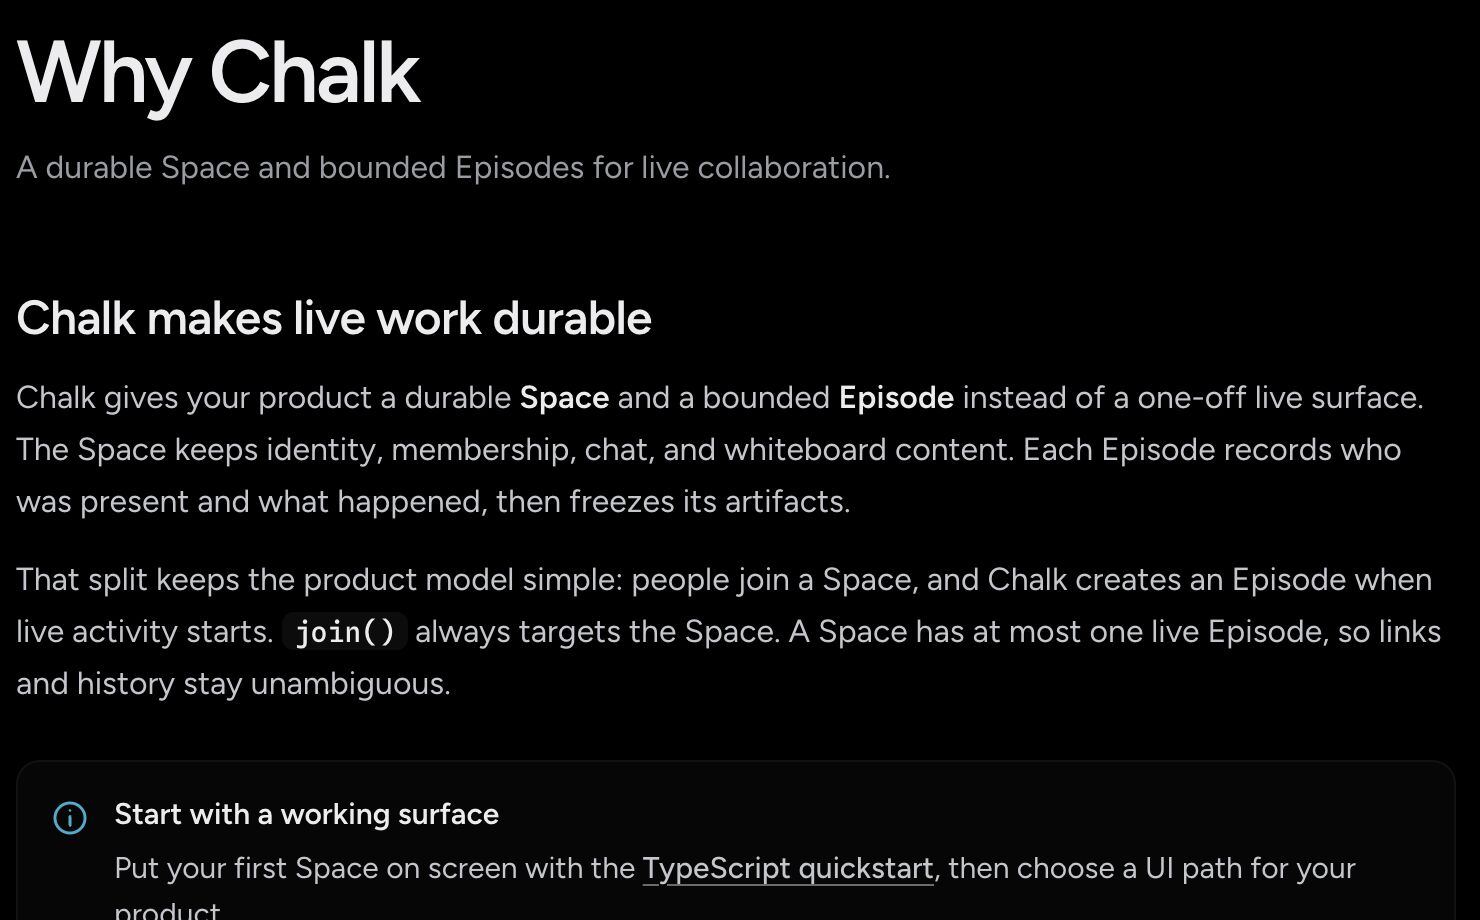 Why Chalk
A durable Space and bounded Episodes for live collaboration.
Chalk makes live work durable
Chalk gives your product a durable Space and a bounded Episode instead of a one-off live surface.
The Space keeps identity, membership, chat, and whiteboard content. Each Episode records who
was present and what happened, then freezes its artifacts.
That split keeps the product model simple: people join a Space, and Chalk creates an Episode when
live activity starts. join() always targets the Space. A Space has at most one live Episode, so links
and history stay unambiguous.
Start with a working surface
Put your first Space on screen with the TypeScript quickstart, then choose a UI path for your
product.